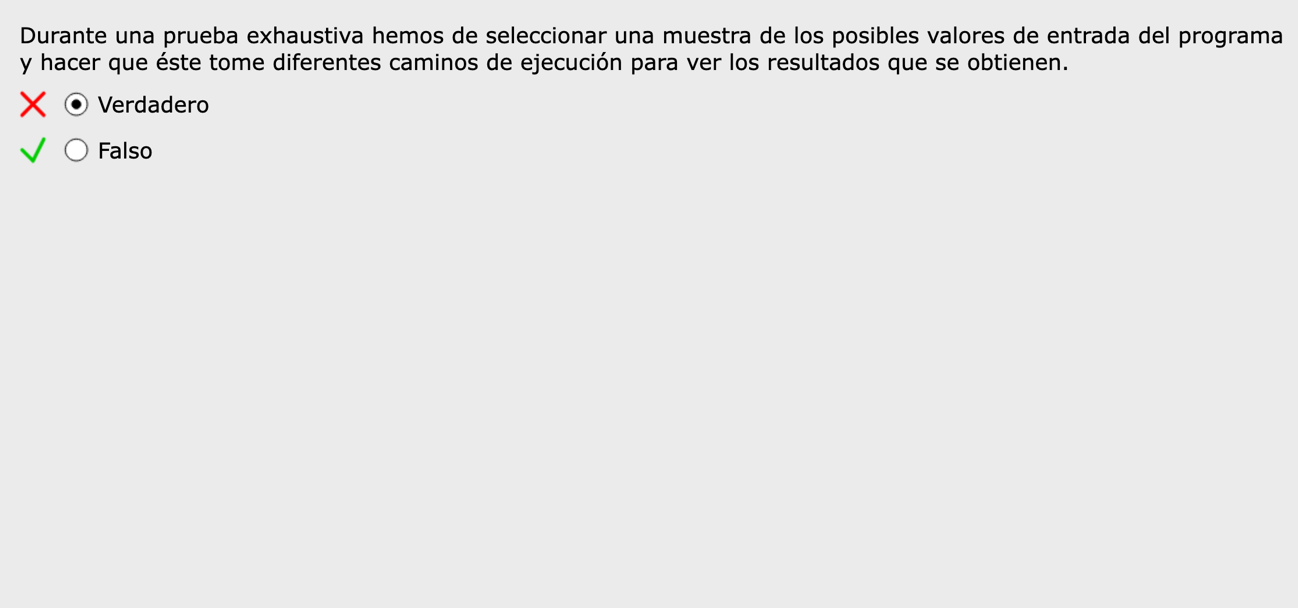 Durante una prueba exhaustiva hemos de seleccionar una muestra de los posibles valores de entrada del programa
y hacer que éste tome diferentes caminos de ejecución para ver los resultados que se obtienen.
Verdadero
Falso